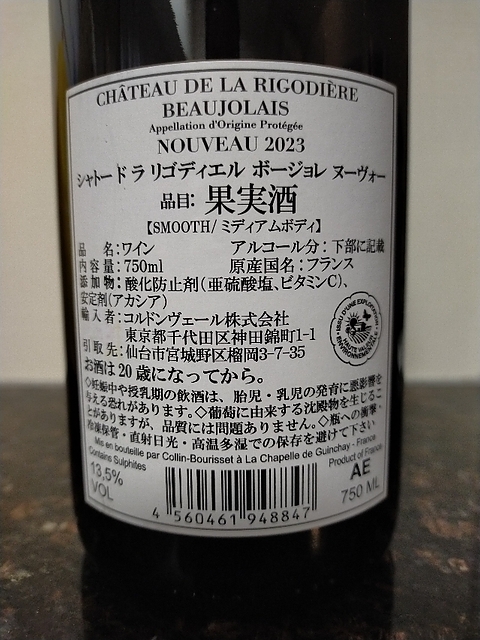 CHÂTEAU DE LA RIGODIÈRE
BEAUJOLAIS
Appellation d'Origine Protégée
NOUVEAU 2023
シャトー ド ラ リゴディエル ボージョレ ヌーヴォー
品目: 果実酒
【SMOOTH/ ミディアムボディ】
品 名:ワイン アルコール分:下部に記載
内容量:750ml 原産国名:フランス
添加物:酸化防止剤(亜硫酸塩、ビタミンC)、
安定剤(アカシア)
輸入者:コルドンヴェール株式会社
東京都千代田区神田錦町1-1
引取先:仙台市宮城野区榴岡3-7-35
お酒は20歳になってから。
◇妊娠中や授乳期の飲酒は、胎児・乳児の発育に悪影響を
与える恐れがあります。◇葡萄に由来する沈殿物を生じるこ
とがありますが、品質には問題ありません。◇瓶への衝撃・
冷凍保管・直射日光・高温多湿での保存を避けて下さい
Mis en bouteille par Collin-Bourisset à La Chapelle de Guinchay - France
Contains Sulphites Product of France
13,5% VOL
AE
750 ML
4 560461 948847
ISSU D'UNE EXPLOITATION
HAUTE VALEUR
ENVIRONNEMENTALE